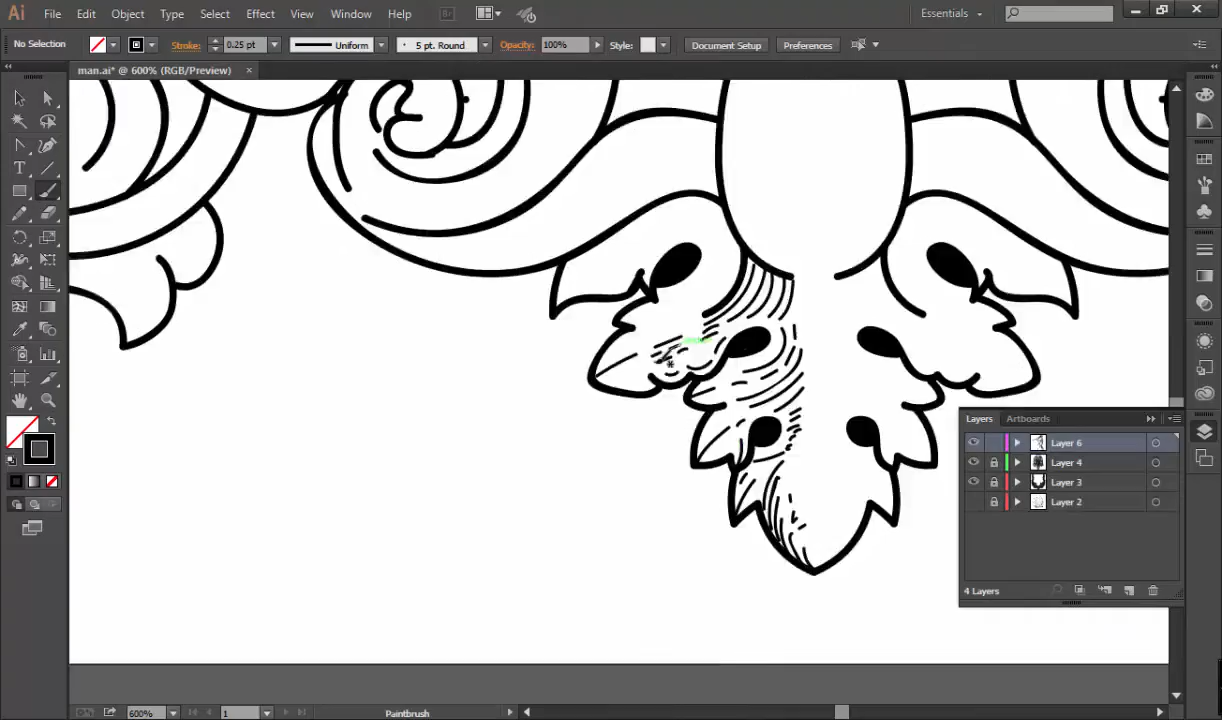 Ai File Edit Object Type Select Effect View Window Help Br Essentials
No Selection Stroke: 0.25 pt Uniform 5 pt. Round Opacity: 100% Style: Document Setup Preferences
man.ai* @ 600% (RGB/Preview) ×
Layers Artboards
Layer 6
Layer 4
Layer 3
Layer 2
4 Layers
600% 1 Paintbrush